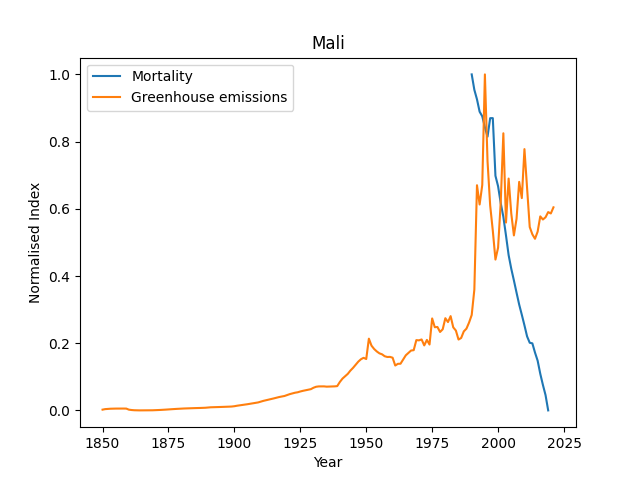 Mali
Mortality
Greenhouse emissions
Normalised Index
1.0
0.8
0.6
0.4
0.2
0.0
1850 1875 1900 1925 1950 1975 2000 2025
Year